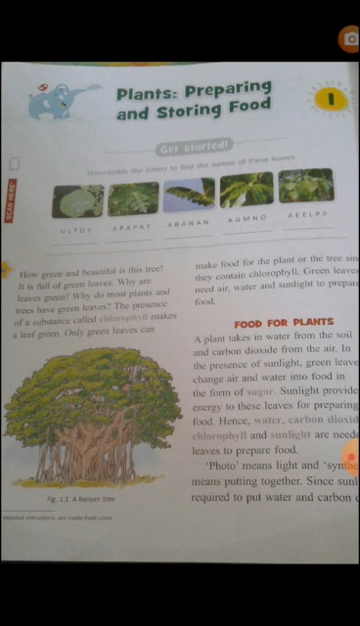 Plants: Preparing
and Storing Food
1
Get started!
Unscramble the letters to find the names of these leaves.
SCAN HERE!
ULTOS
APAPAY
ABANAN
AGMNO
AEELPP
How green and beautiful is this tree!
It is full of green leaves. Why are
leaves green? Why do most plants and
trees have green leaves? The presence
of a substance called chlorophyll makes
a leaf green. Only green leaves can
Fig. 1.1 A banyan tree
detailed instructions, see inside front cover
make food for the plant or the tree
they contain chlorophyll. Green leaves
need air, water and sunlight to
food.
FOOD FOR PLANTS
A plant takes in water from the soil
and carbon dioxide from the air. In
the presence of sunlight, green
change air and water into food in
the form of sugar. Sunlight
energy to these leaves for preparing
food. Hence, water, carbon
chlorophyll and sunlight are
leaves to prepare food.
'Photo' means light and
means putting together. Since
required to put water and carbon